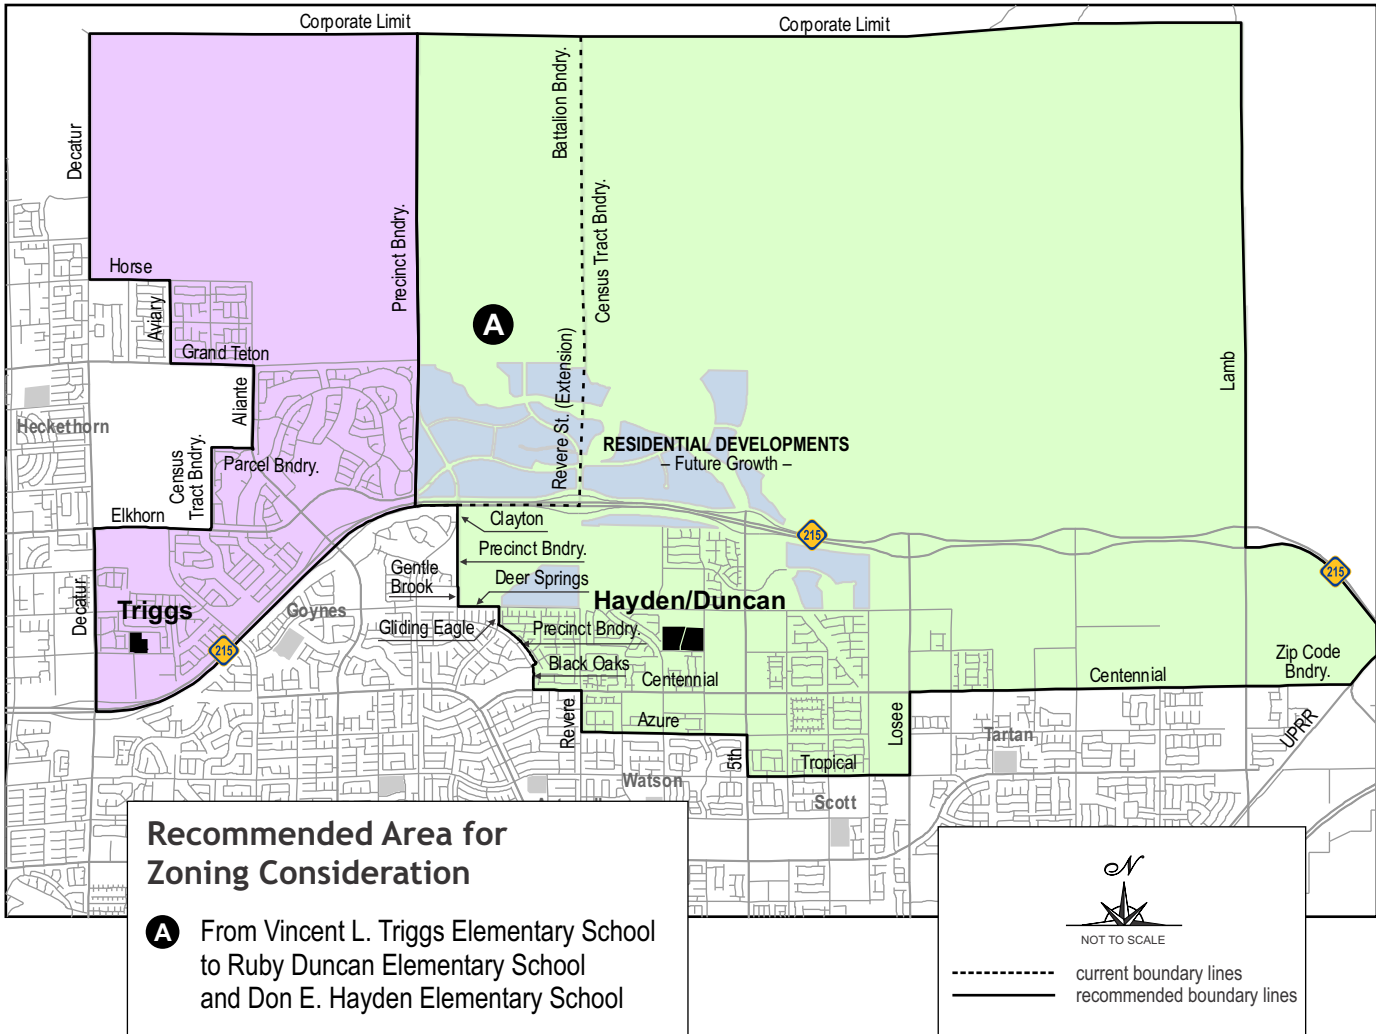 Corporate Limit
Corporate Limit
Decatur
Battalion Bndry.
Census Tract Bndry.
Precinct Bndry.
Horse
Aviary
Grand Teton
A
Revere St. (Extension)
Lamb
Aliante
Heckethorn
Census
Tract Bndry.
Parcel Bndry.
RESIDENTIAL DEVELOPMENTS
– Future Growth –
Elkhorn
Clayton
215
Precinct Bndry.
Gentle
Brook
Deer Springs
215
Decatur
Triggs
Goynes
Hayden/Duncan
Gliding Eagle
Precinct Bndry.
215
Black Oaks
Centennial
Centennial
Zip Code
Bndry.
Revere
Azure
5th
Losee
Tropical
Tartan
UPRR
Watson
Scott
Recommended Area for
Zoning Consideration
A From Vincent L. Triggs Elementary School
to Ruby Duncan Elementary School
and Don E. Hayden Elementary School
N
NOT TO SCALE
current boundary lines
recommended boundary lines